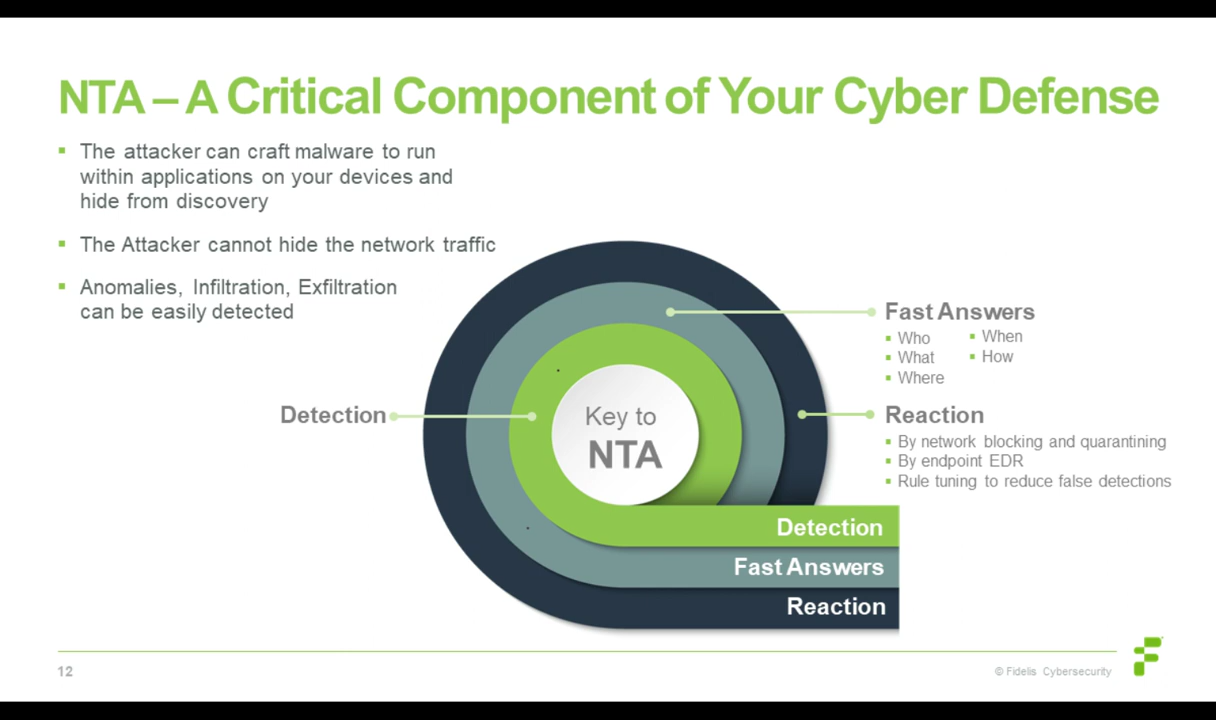 NTA – A Critical Component of Your Cyber Defense
The attacker can craft malware to run
within applications on your devices and
hide from discovery
The Attacker cannot hide the network traffic
Anomalies, Infiltration, Exfiltration
can be easily detected
Detection
Key to
NTA
Fast Answers
Who
What
Where
When
How
Reaction
By network blocking and quarantining
By endpoint EDR
Rule tuning to reduce false detections
Detection
Fast Answers
Reaction
12
© Fidelis Cybersecurity